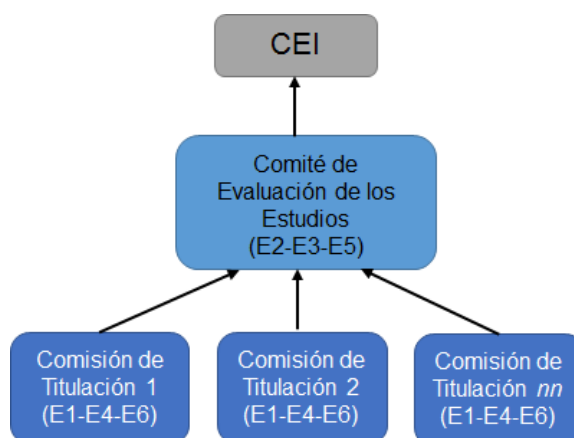 CEI
Comité de
Evaluación de los
Estudios
(E2-E3-E5)
Comisión de
Titulación 1
(E1-E4-E6)
Comisión de
Titulación 2
(E1-E4-E6)
Comisión de
Titulación nn
(E1-E4-E6)